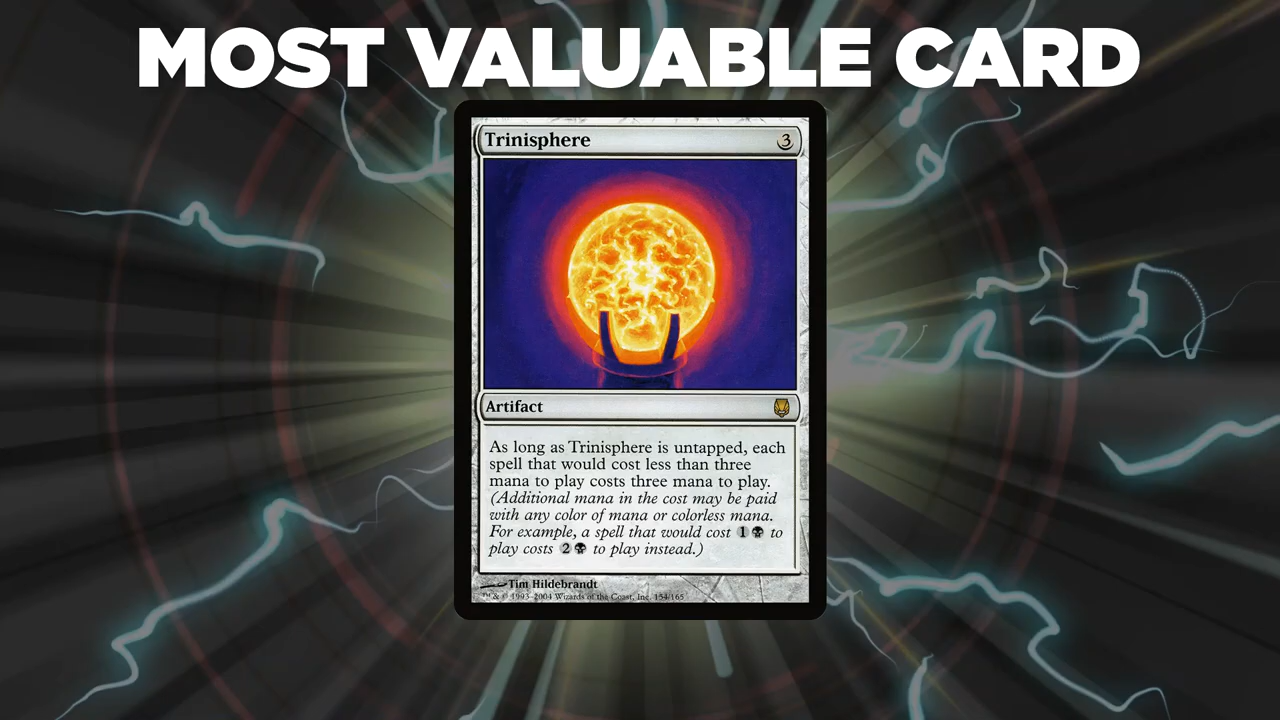 MOST VALUABLE CARD
Trinisphere 3
Artifact
As long as Trinisphere is untapped, each
spell that would cost less than three
mana to play costs three mana to play.
(Additional mana in the cost may be paid
with any color of mana or colorless mana.
For example, a spell that would cost 1 to
play costs 2 to play instead.)
Tim Hildebrandt
™& © 1993-2004 Wizards of the Coast, Inc. 154/165